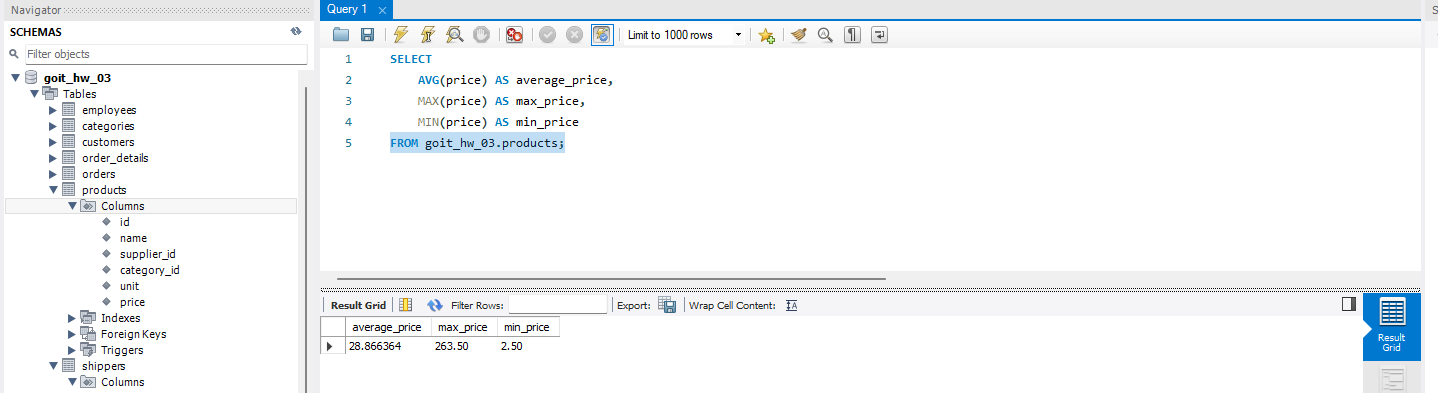 Navigator
SCHEMAS
Filter objects
goit_hw_03
Tables
employees
categories
customers
order_details
orders
products
Columns
id
name
supplier_id
category_id
unit
price
Indexes
Foreign Keys
Triggers
shippers
Columns
Query 1
Limit to 1000 rows
1 SELECT
2 AVG(price) AS average_price,
3 MAX(price) AS max_price,
4 MIN(price) AS min_price
5 FROM goit_hw_03.products;
Result Grid Filter Rows: Export: Wrap Cell Content:
average_price max_price min_price
28.866364 263.50 2.50
Result
Grid
S